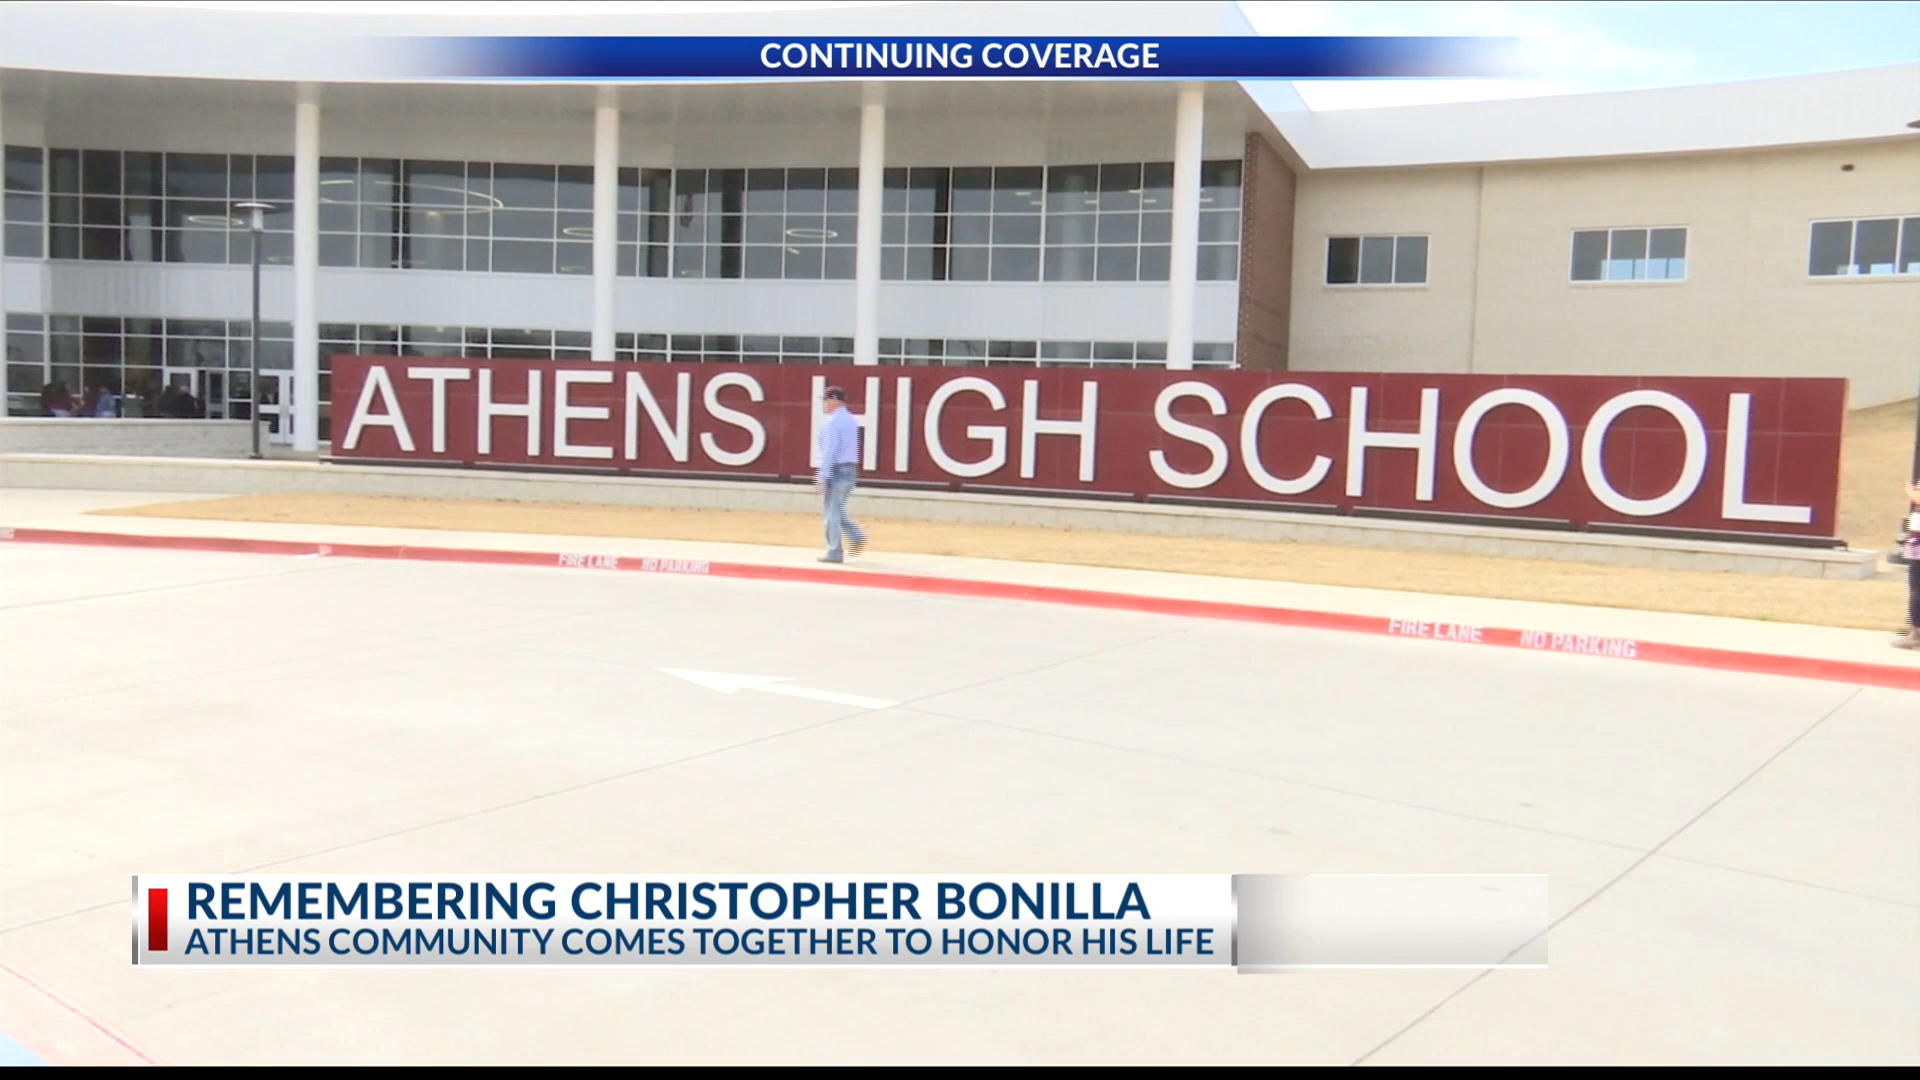 CONTINUING COVERAGE
ATHENS HIGH SCHOOL
FIRE LANE NO PARKING
FIRE LANE NO PARKING
REMEMBERING CHRISTOPHER BONILLA
ATHENS COMMUNITY COMES TOGETHER TO HONOR HIS LIFE